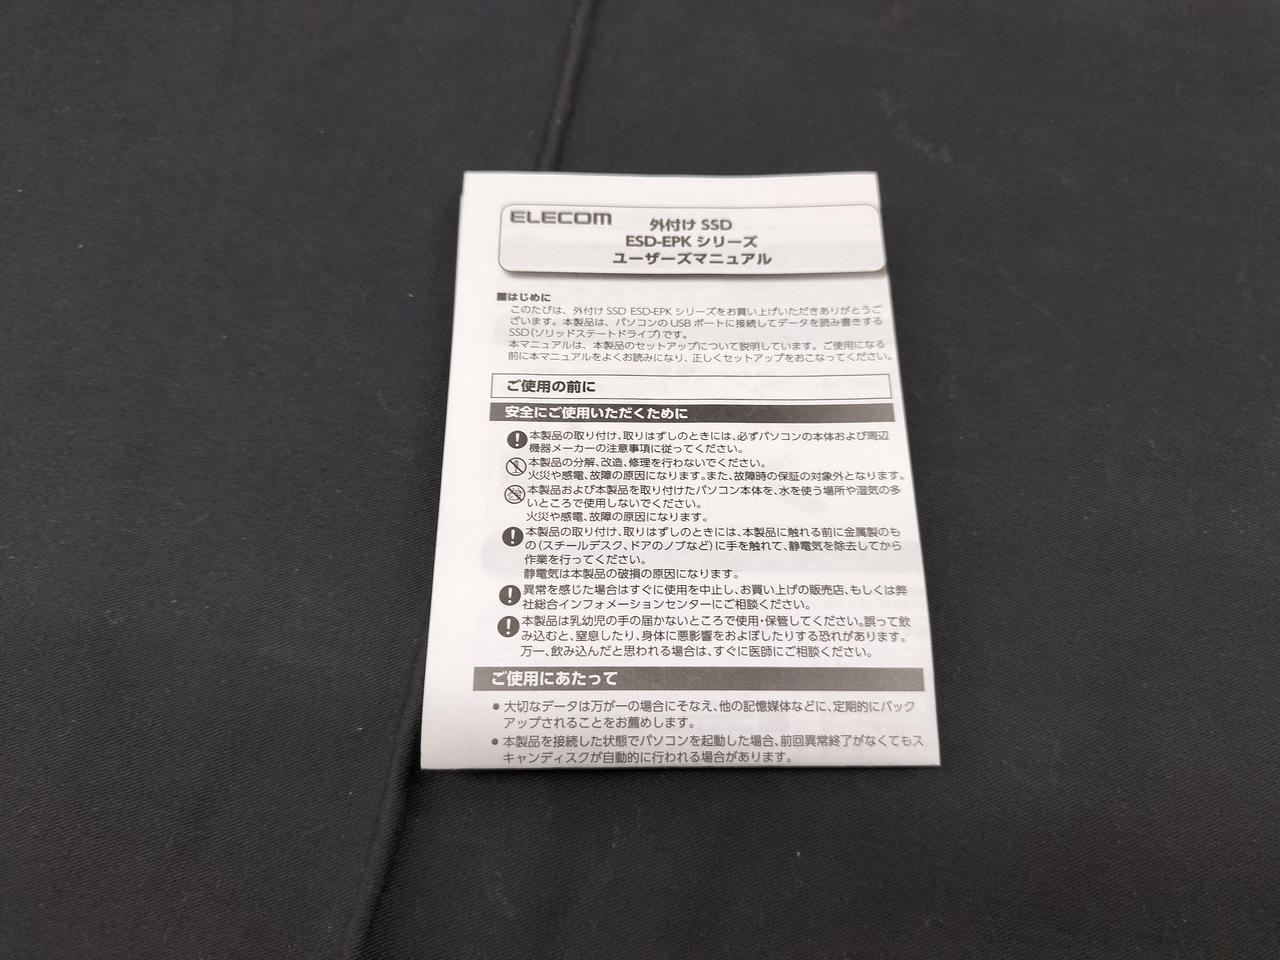 ELECOM
外付け SSD
ESD-EPK シリーズ
ユーザーズマニュアル
■はじめに
このたびは、外付け SSD ESD-EPK シリーズをお買い上げいただきありがとうご
ざいます。本製品は、パソコンの USB ポートに接続してデータを読み書きする
SSD(ソリッドステートドライブ)です。
本マニュアルは、本製品のセットアップについて説明しています。ご使用になる
前に本マニュアルをよくお読みになり、正しくセットアップをおこなってください。
ご使用の前に
安全にご使用いただくために
本製品の取り付け、取りはずしのときには、必ずパソコンの本体および周辺
機器メーカーの注意事項に従ってください。
本製品の分解、改造、修理を行わないでください。
火災や感電、故障の原因になります。また、故障時の保証の対象外となります。
本製品および本製品を取り付けたパソコン本体を、水を使う場所や湿気の多
いところで使用しないでください。
火災や感電、故障の原因になります。
本製品の取り付け、取りはずしのときには、本製品に触れる前に金属製のも
の(スチールデスク、ドアのノブなど)に手を触れて、静電気を除去してから
作業を行ってください。
静電気は本製品の破損の原因になります。
異常を感じた場合はすぐに使用を中止し、お買い上げの販売店、もしくは弊
社総合インフォメーションセンターにご相談ください。
本製品は乳幼児の手の届かないところで使用・保管してください。誤って飲
み込むと、窒息したり、身体に悪影響をおよぼしたりする恐れがあります。
万一、飲み込んだと思われる場合は、すぐに医師にご相談ください。
ご使用にあたって
● 大切なデータは万が一の場合にそなえ、他の記憶媒体などに、定期的にバック
アップされることをお薦めします。
● 本製品を接続した状態でパソコンを起動した場合、前回異常終了がなくてもス
キャンディスクが自動的に行われる場合があります。